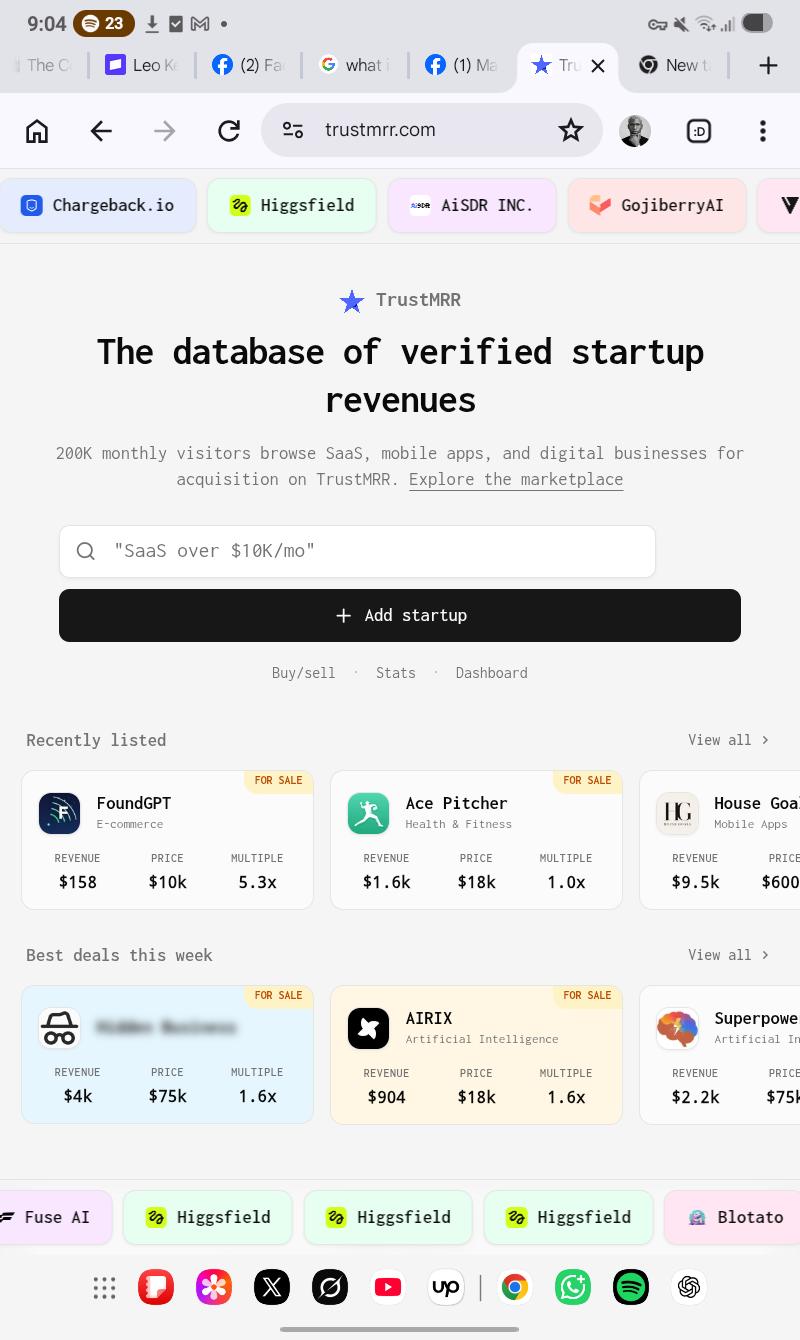 9:04 23
The C Leo Ke (2) Fa what i (1) Ma Tru New t
trustmrr.com :D
Chargeback.io Higgsfield AiSDR INC. GojiberryAI
TrustMRR
The database of verified startup
revenues
200K monthly visitors browse SaaS, mobile apps, and digital businesses for
acquisition on TrustMRR. Explore the marketplace
"SaaS over $10K/mo"
+ Add startup
Buy/sell · Stats · Dashboard
Recently listed View all >
FOR SALE FOR SALE
FoundGPT Ace Pitcher House Goa
E-commerce Health & Fitness Mobile Apps
REVENUE PRICE MULTIPLE REVENUE PRICE MULTIPLE REVENUE PRICE
$158 $10k 5.3x $1.6k $18k 1.0x $9.5k $600
Best deals this week View all >
FOR SALE FOR SALE
Hidden Business AIRIX Superpowe
Artificial Intelligence Artificial In
REVENUE PRICE MULTIPLE REVENUE PRICE MULTIPLE REVENUE PRICE
$4k $75k 1.6x $904 $18k 1.6x $2.2k $75k
Fuse AI Higgsfield Higgsfield Higgsfield Blotato
up